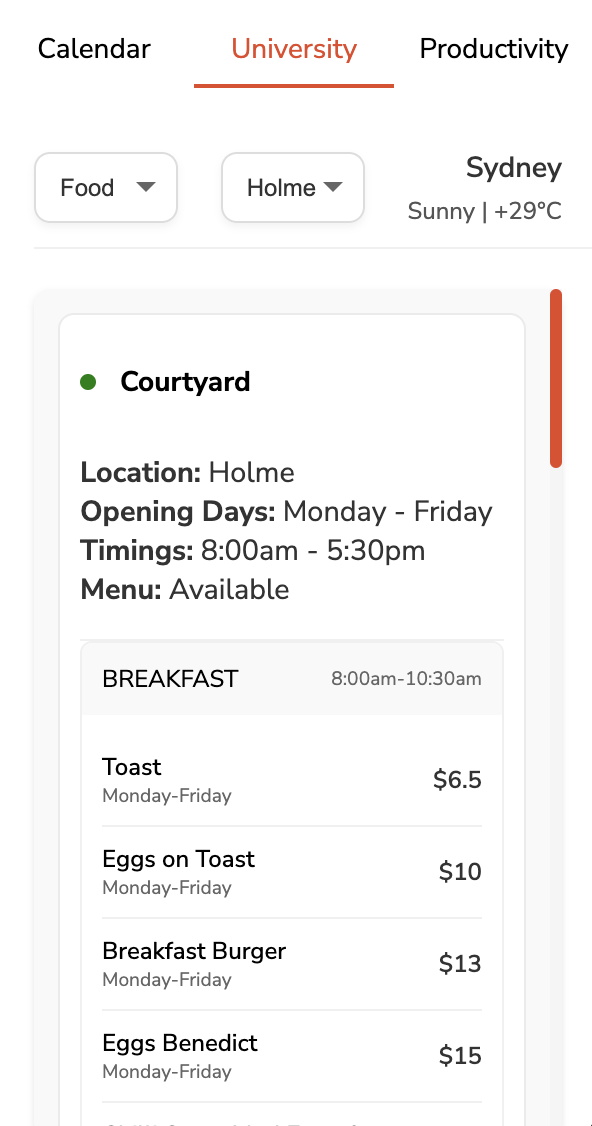 Calendar University Productivity
Food Holme Sydney
Sunny | +29°C
Courtyard
Location: Holme
Opening Days: Monday - Friday
Timings: 8:00am - 5:30pm
Menu: Available
BREAKFAST 8:00am-10:30am
Toast $6.5
Monday-Friday
Eggs on Toast $10
Monday-Friday
Breakfast Burger $13
Monday-Friday
Eggs Benedict $15
Monday-Friday